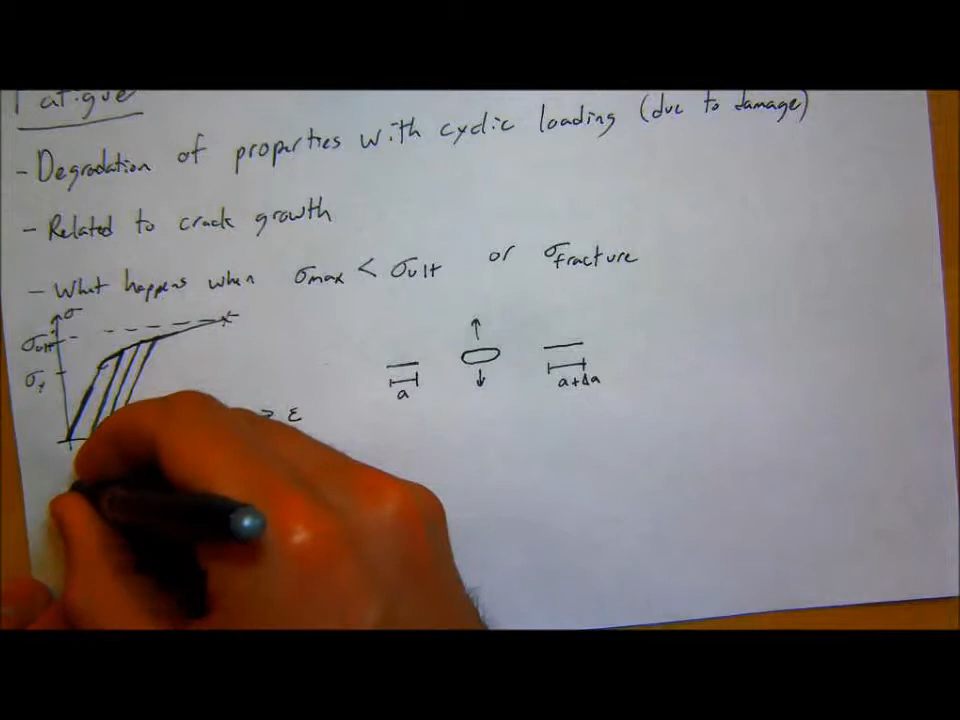 Fatigue
- Degradation of properties with cyclic loading (due to damage)
- Related to crack growth
- What happens when σmax < σult or σfracture
σ
σult
σy
ε
a
a+Δa